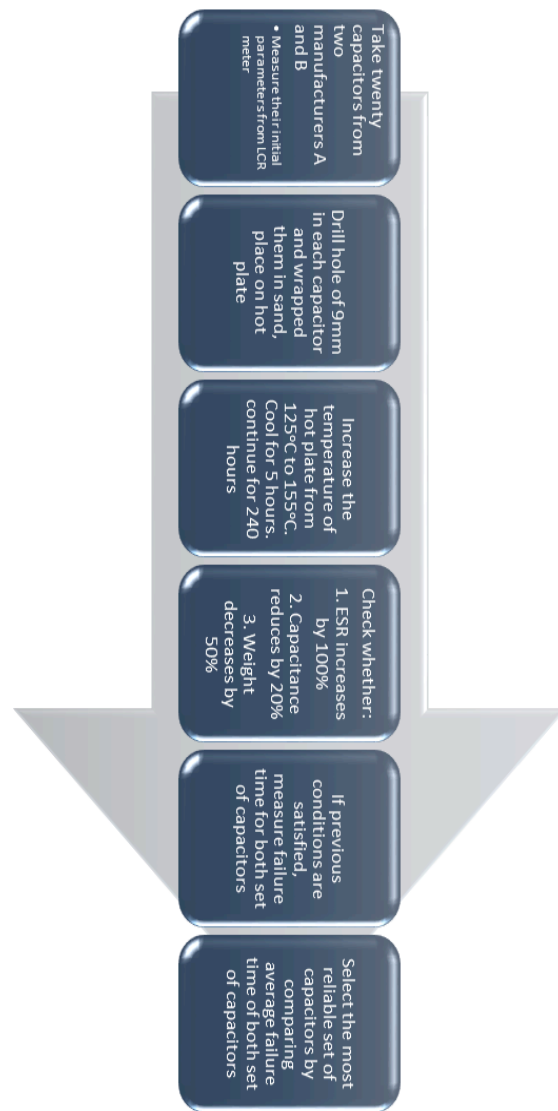 Take twenty
capacitors from
two
manufacturers A
and B
• Measure their initial
parameters from LCR
meter
Drill hole of 9mm
in each capacitor
and wrapped
them in sand,
place on hot
plate
Increase the
temperature of
hot plate from
125°C to 155°C.
Cool for 5 hours.
continue for 240
hours
Check whether:
1. ESR increases
by 100%
2. Capacitance
reduces by 20%
3. Weight
decreases by
50%
If previous
conditions are
satisfied,
measure failure
time for both set
of capacitors
Select the most
reliable set of
capacitors by
comparing
average failure
time of both set
of capacitors